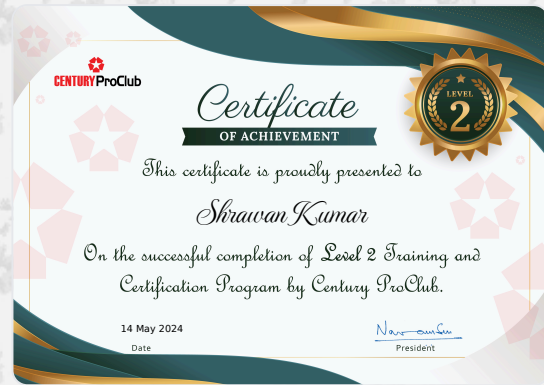 CENTURY ProClub
LEVEL
2
Certificate
OF ACHIEVEMENT
This certificate is proudly presented to
Shrawan Kumar
On the successful completion of Level 2 Training and
Certification Program by Century ProClub.
14 May 2024
Date
President